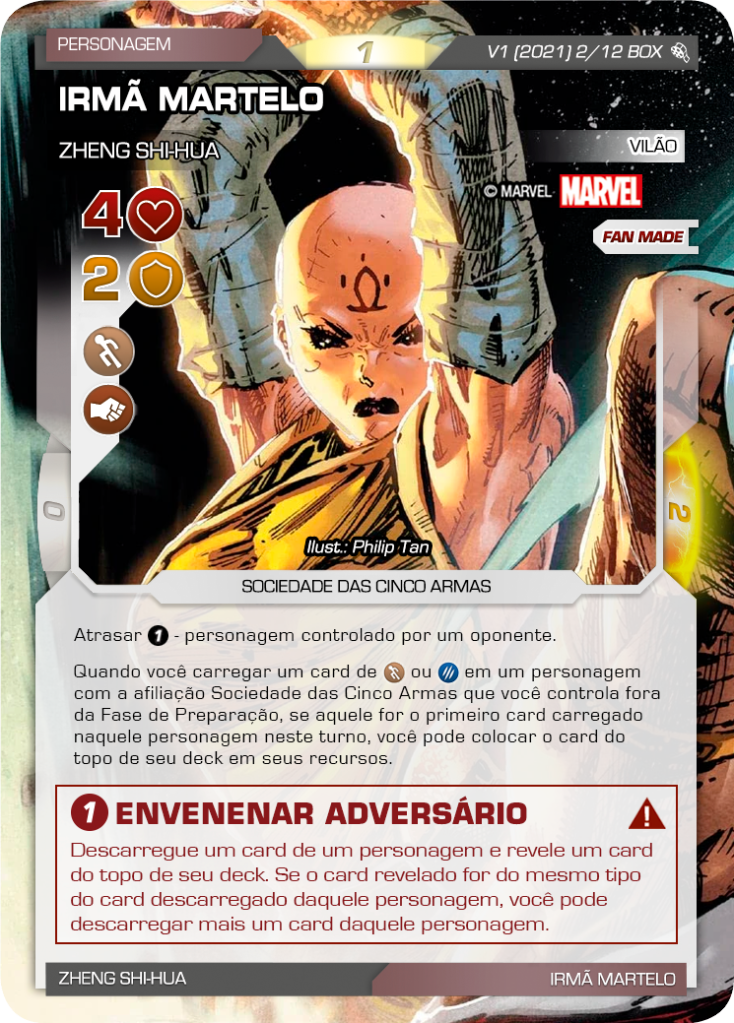 PERSONAGEM
1
V1 (2021) 2/12 BOX
IRMÃ MARTELO
ZHENG SHI-HUA
VILÃO
© MARVEL MARVEL
4
FAN MADE
2
0
2
Ilust.: Philip Tan
SOCIEDADE DAS CINCO ARMAS
Atrasar 1 - personagem controlado por um oponente.
Quando você carregar um card de ou em um personagem
com a afiliação Sociedade das Cinco Armas que você controla fora
da Fase de Preparação, se aquele for o primeiro card carregado
naquele personagem neste turno, você pode colocar o card do
topo de seu deck em seus recursos.
1 ENVENENAR ADVERSÁRIO
Descarregue um card de um personagem e revele um card
do topo de seu deck. Se o card revelado for do mesmo tipo
do card descarregado daquele personagem, você pode
descarregar mais um card daquele personagem.
ZHENG SHI-HUA
IRMÃ MARTELO